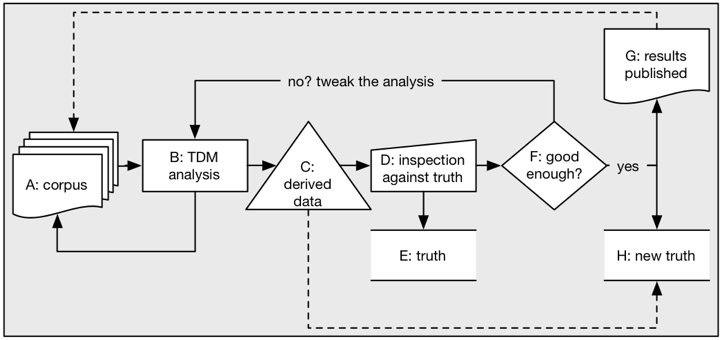 G: results
published
no? tweak the analysis
A: corpus
B: TDM
analysis
C:
derived
data
D: inspection
against truth
F: good
enough?
yes
E: truth
H: new truth